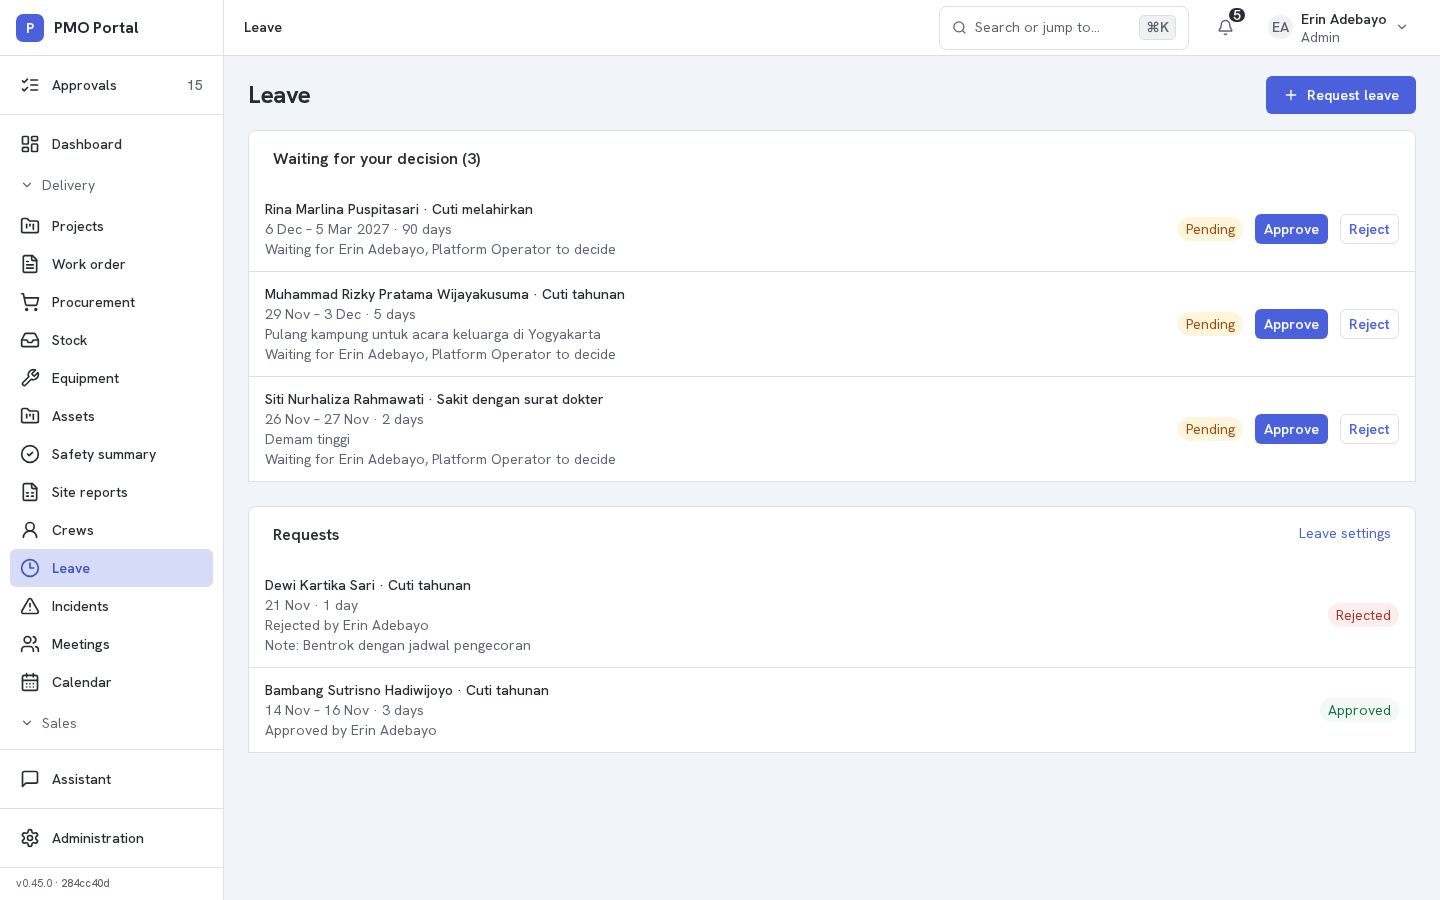 P PMO Portal
Leave
Search or jump to...
⌘K
5
EA
Erin Adebayo
Admin
Approvals
15
Dashboard
Delivery
Projects
Work order
Procurement
Stock
Equipment
Assets
Safety summary
Site reports
Crews
Leave
Incidents
Meetings
Calendar
Sales
Assistant
Administration
v0.45.0 · 284cc40d
Leave
Request leave
Waiting for your decision (3)
Rina Marlina Puspitasari · Cuti melahirkan
6 Dec – 5 Mar 2027 · 90 days
Waiting for Erin Adebayo, Platform Operator to decide
Pending
Approve
Reject
Muhammad Rizky Pratama Wijayakusuma · Cuti tahunan
29 Nov – 3 Dec · 5 days
Pulang kampung untuk acara keluarga di Yogyakarta
Waiting for Erin Adebayo, Platform Operator to decide
Pending
Approve
Reject
Siti Nurhaliza Rahmawati · Sakit dengan surat dokter
26 Nov – 27 Nov · 2 days
Demam tinggi
Waiting for Erin Adebayo, Platform Operator to decide
Pending
Approve
Reject
Requests
Leave settings
Dewi Kartika Sari · Cuti tahunan
21 Nov · 1 day
Rejected by Erin Adebayo
Note: Bentrok dengan jadwal pengecoran
Rejected
Bambang Sutrisno Hadiwijoyo · Cuti tahunan
14 Nov – 16 Nov · 3 days
Approved by Erin Adebayo
Approved